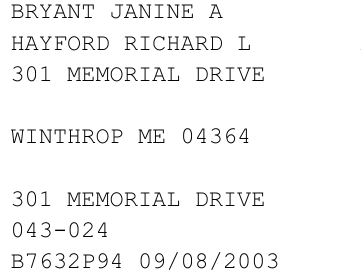 BRYANT JANINE A
HAYFORD RICHARD L
301 MEMORIAL DRIVE
WINTHROP ME 04364
301 MEMORIAL DRIVE
043-024
B7632P94 09/08/2003